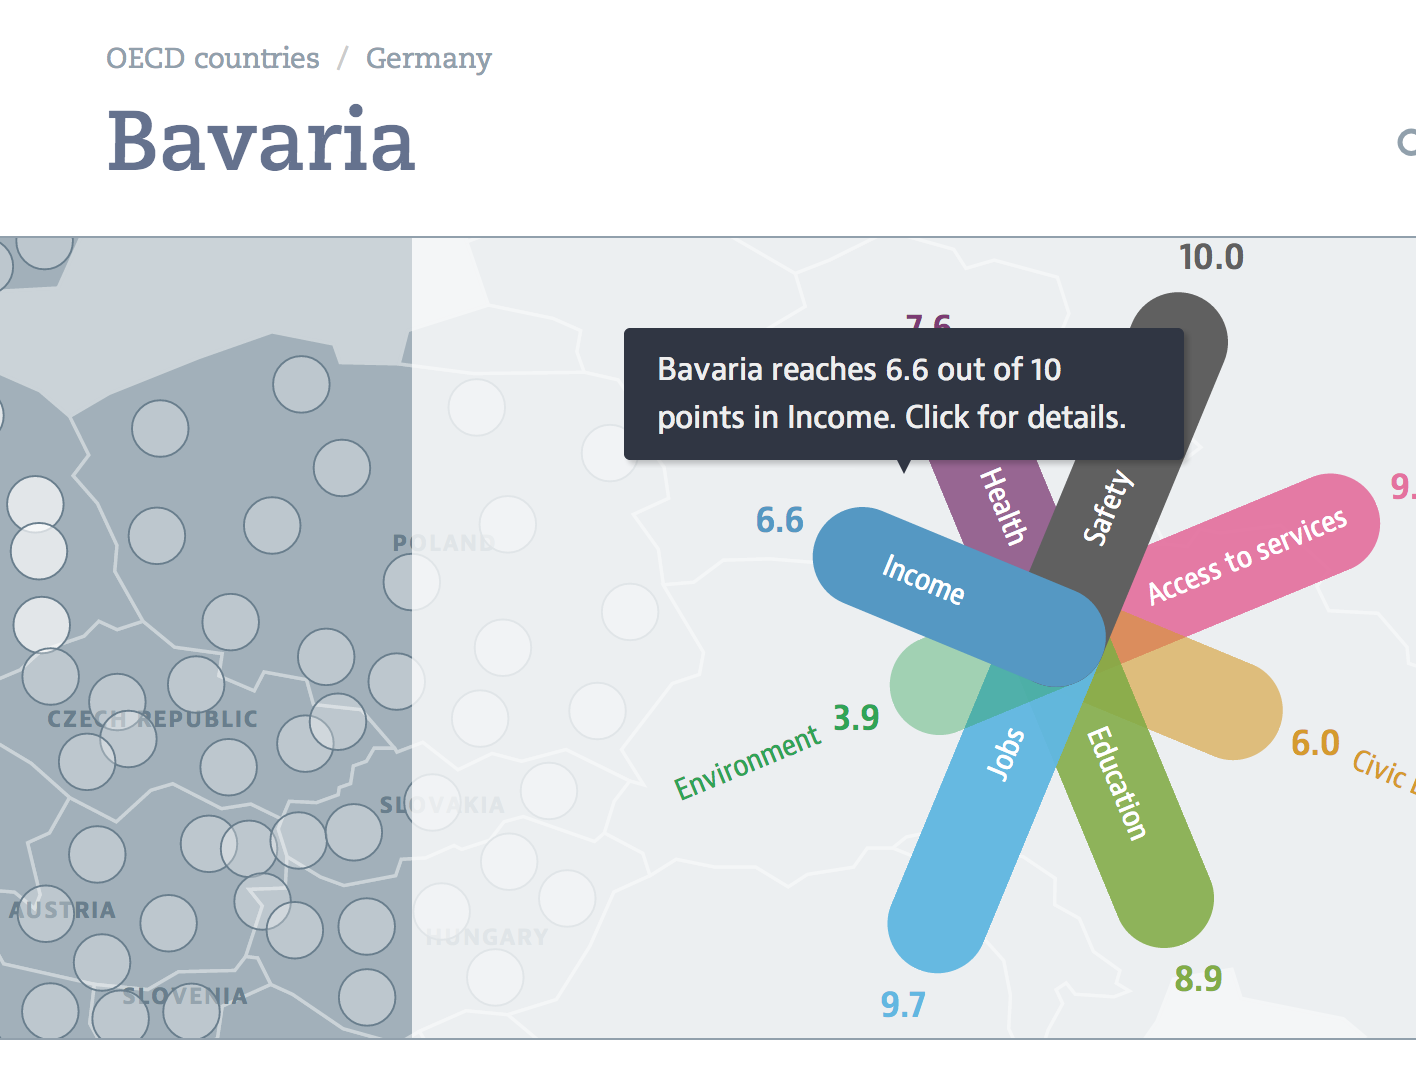 OECD countries / Germany
Bavaria
10.0
7.6
Bavaria reaches 6.6 out of 10
points in Income. Click for details.
Health
Safety
9.
6.6
Access to services
POLAND
Income
CZECH REPUBLIC
3.9
Environment
Jobs
Education
6.0
Civic
SLOVAKIA
AUSTRIA
HUNGARY
8.9
SLOVENIA
9.7